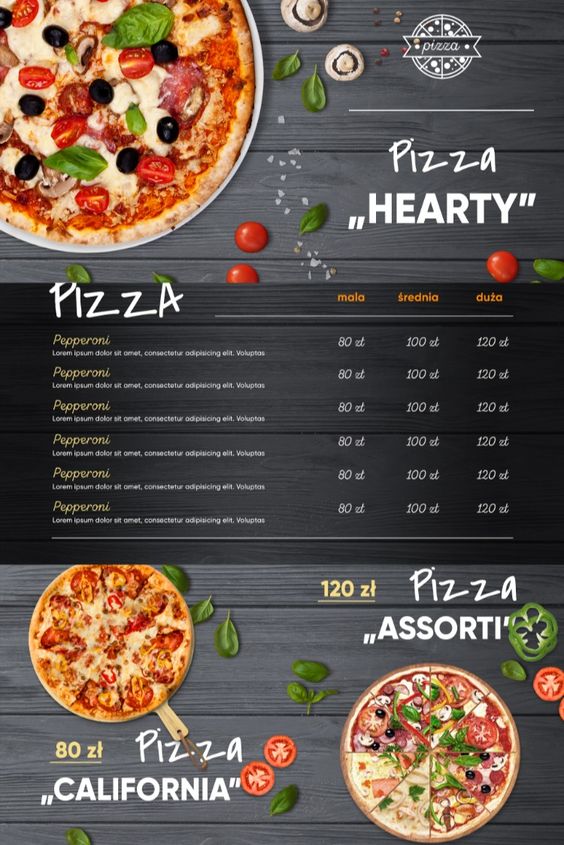 pizza
Pizza
„HEARTY”
PIZZA mala średnia duża
Pepperoni 80 zł 100 zł 120 zł
Lorem ipsum dolor sit amet, consectetur adipisicing elit. Voluptas
Pepperoni 80 zł 100 zł 120 zł
Lorem ipsum dolor sit amet, consectetur adipisicing elit. Voluptas
Pepperoni 80 zł 100 zł 120 zł
Lorem ipsum dolor sit amet, consectetur adipisicing elit. Voluptas
Pepperoni 80 zł 100 zł 120 zł
Lorem ipsum dolor sit amet, consectetur adipisicing elit. Voluptas
Pepperoni 80 zł 100 zł 120 zł
Lorem ipsum dolor sit amet, consectetur adipisicing elit. Voluptas
Pepperoni 80 zł 100 zł 120 zł
Lorem ipsum dolor sit amet, consectetur adipisicing elit. Voluptas
120 zł Pizza
„ASSORTI”
80 zł Pizza
„CALIFORNIA”